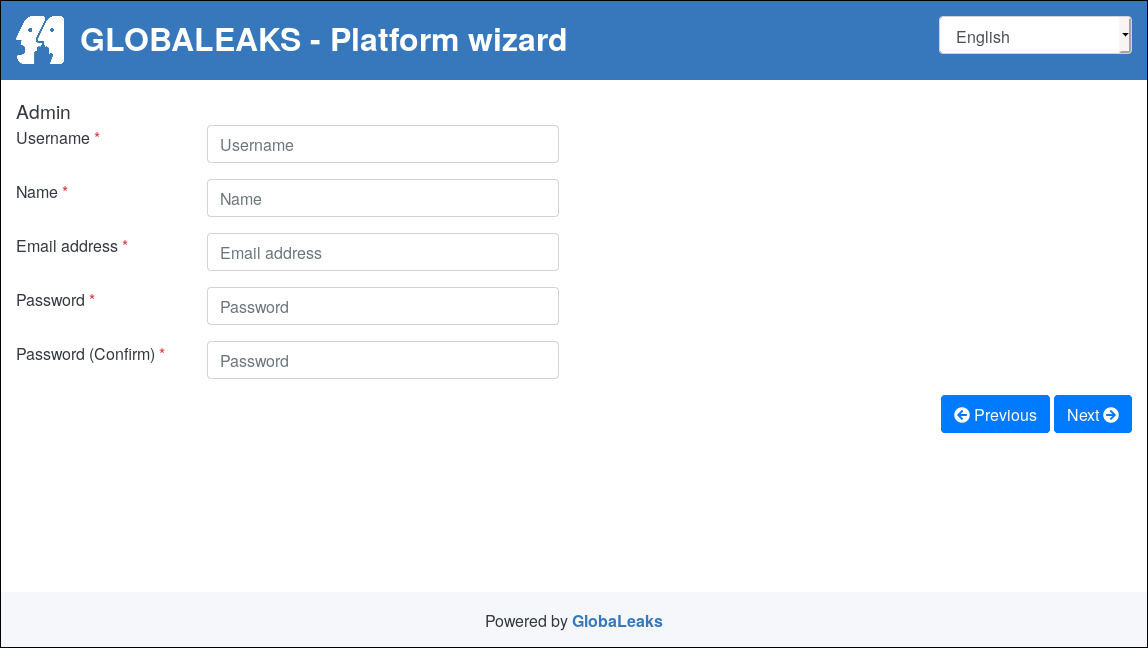 GLOBALEAKS - Platform wizard
English
Admin
Username *
Username
Name *
Name
Email address *
Email address
Password *
Password
Password (Confirm) *
Password
Previous
Next
Powered by GlobaLeaks